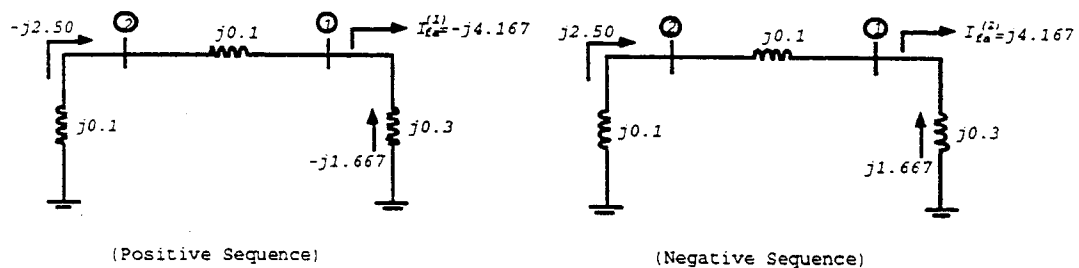 -j2.50
②
j0.1
①
I_fa^(1)=-j4.167
j0.1
-j1.667
j0.3
(Positive Sequence)
j2.50
②
j0.1
①
I_fa^(2)=j4.167
j0.1
j1.667
j0.3
(Negative Sequence)